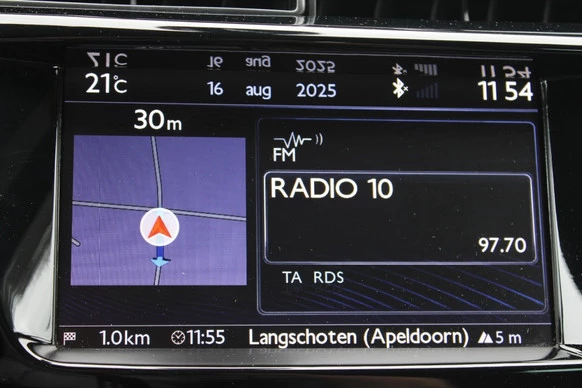 21°C 16 aug 2025 11 54
30m
FM
RADIO 10
97.70
TA RDS
1.0km 11:55 Langschoten (Apeldoorn) 5 m